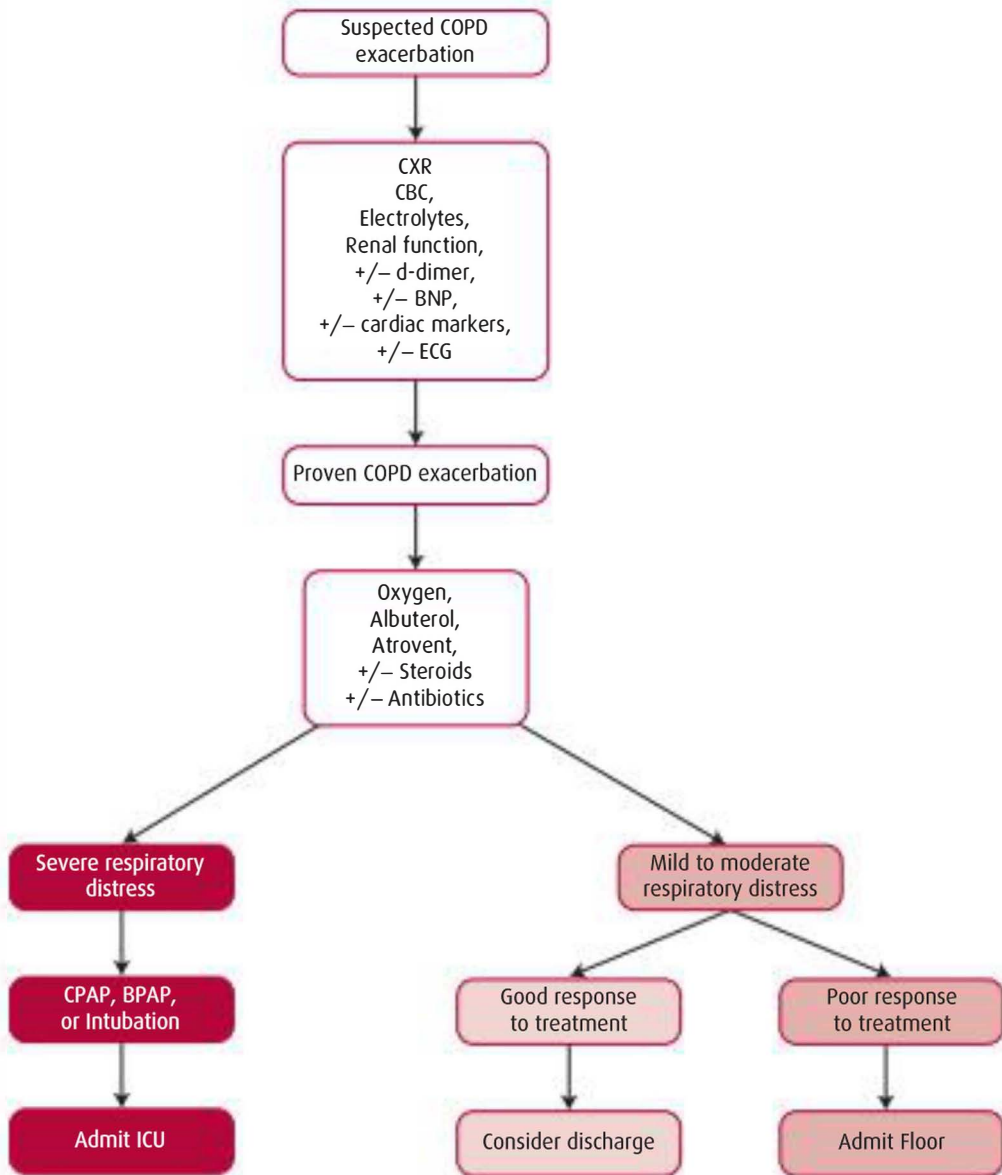 Suspected COPD
exacerbation
CXR
CBC,
Electrolytes,
Renal function,
+/– d-dimer,
+/– BNP,
+/– cardiac markers,
+/– ECG
Proven COPD exacerbation
Oxygen,
Albuterol,
Atrovent,
+/– Steroids
+/– Antibiotics
Severe respiratory
distress
Mild to moderate
respiratory distress
CPAP, BPAP,
or Intubation
Good response
to treatment
Poor response
to treatment
Admit ICU
Consider discharge
Admit Floor